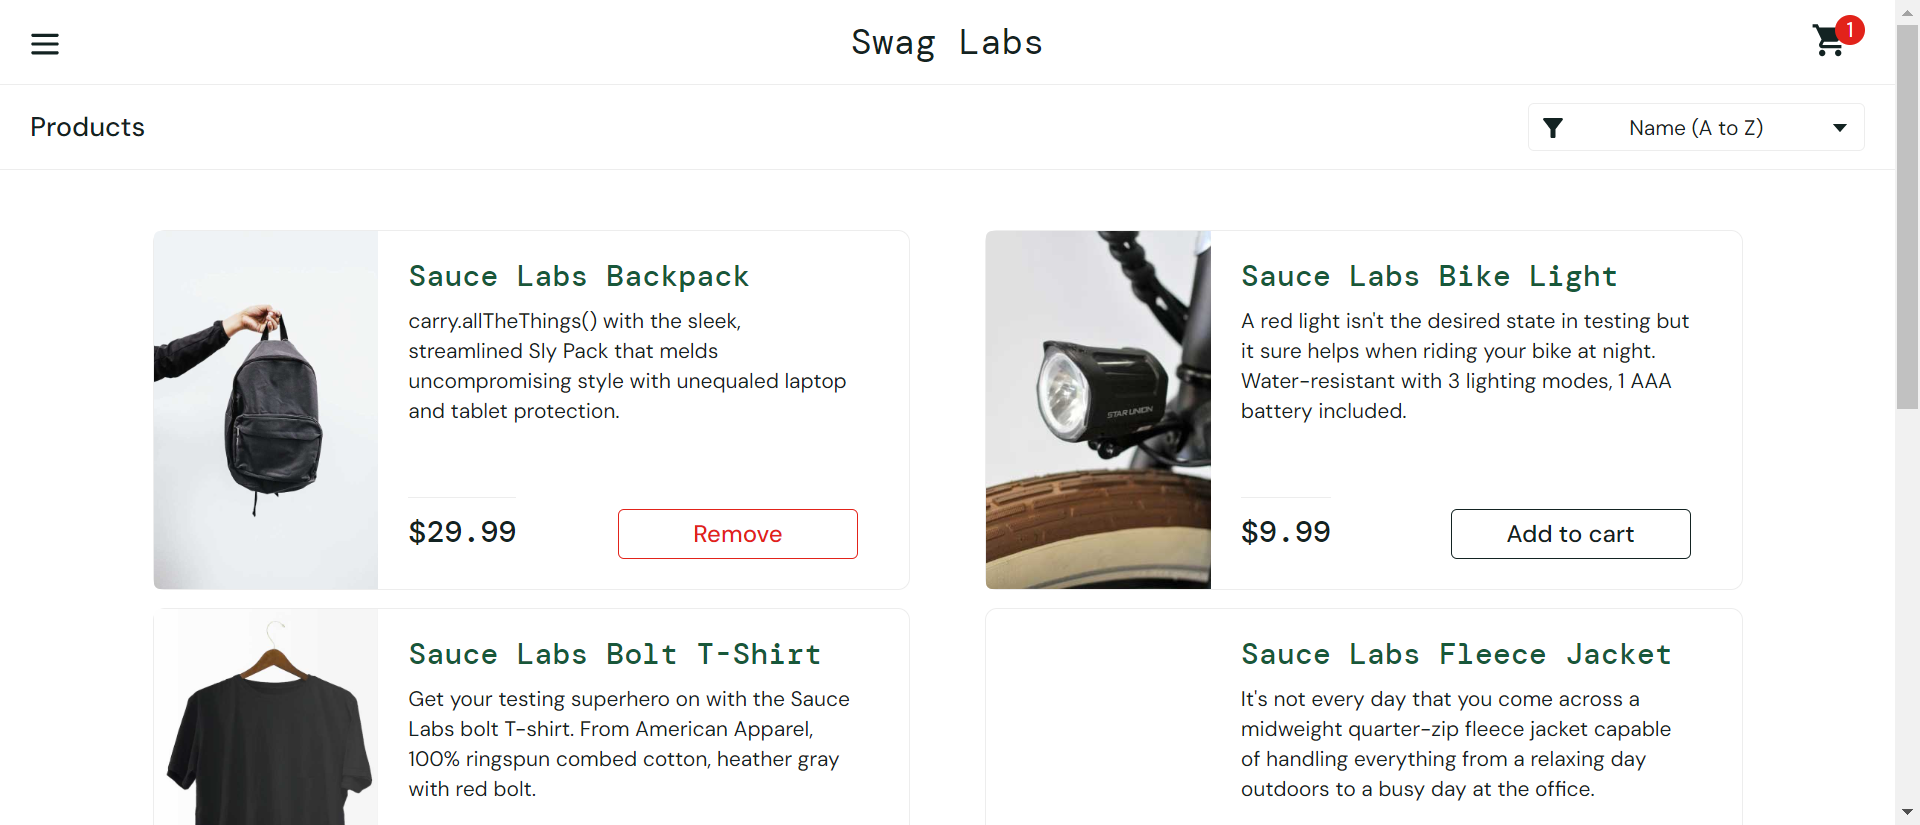 Swag Labs
1
Products
Name (A to Z)
Sauce Labs Backpack
carry.allTheThings() with the sleek,
streamlined Sly Pack that melds
uncompromising style with unequaled laptop
and tablet protection.
$29.99
Remove
STAR UNION
Sauce Labs Bike Light
A red light isn't the desired state in testing but
it sure helps when riding your bike at night.
Water-resistant with 3 lighting modes, 1 AAA
battery included.
$9.99
Add to cart
Sauce Labs Bolt T-Shirt
Get your testing superhero on with the Sauce
Labs bolt T-shirt. From American Apparel,
100% ringspun combed cotton, heather gray
with red bolt.
Sauce Labs Fleece Jacket
It's not every day that you come across a
midweight quarter-zip fleece jacket capable
of handling everything from a relaxing day
outdoors to a busy day at the office.